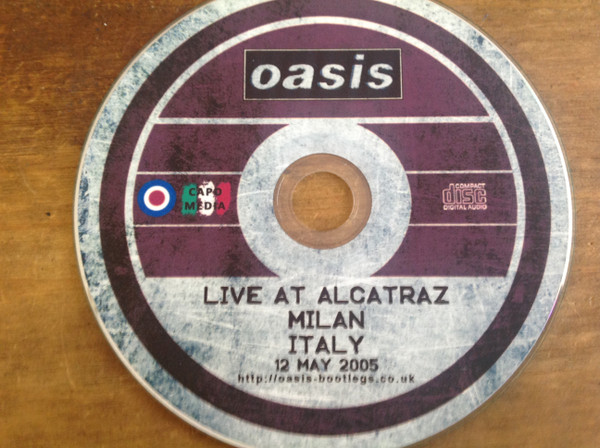 oasis
CAPO
MEDIA
COMPACT
disc
DIGITAL AUDIO
LIVE AT ALCATRAZ
MILAN
ITALY
12 MAY 2005
http://oasis-bootlegs.co.uk